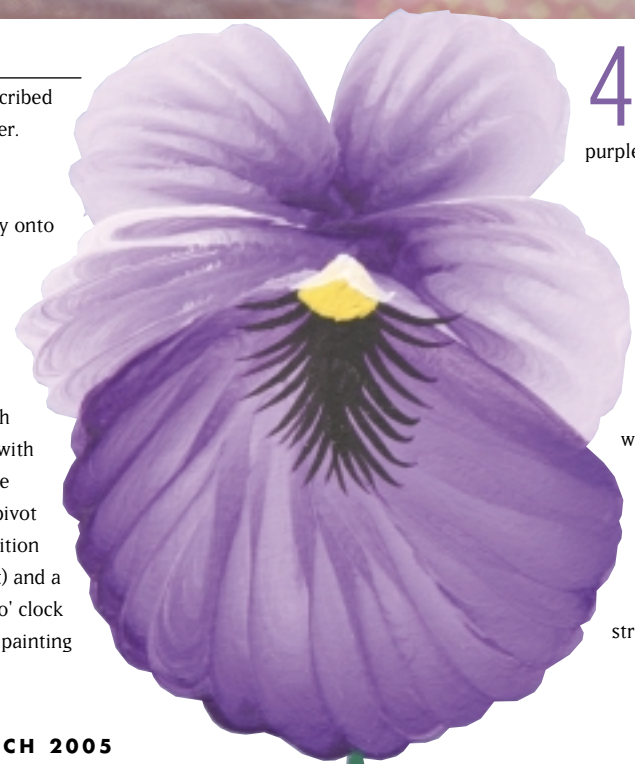 cribed
er.
y onto
h
with
e
pivot
ition
t) and a
o' clock
painting
CH 2005
4
purple
w
str